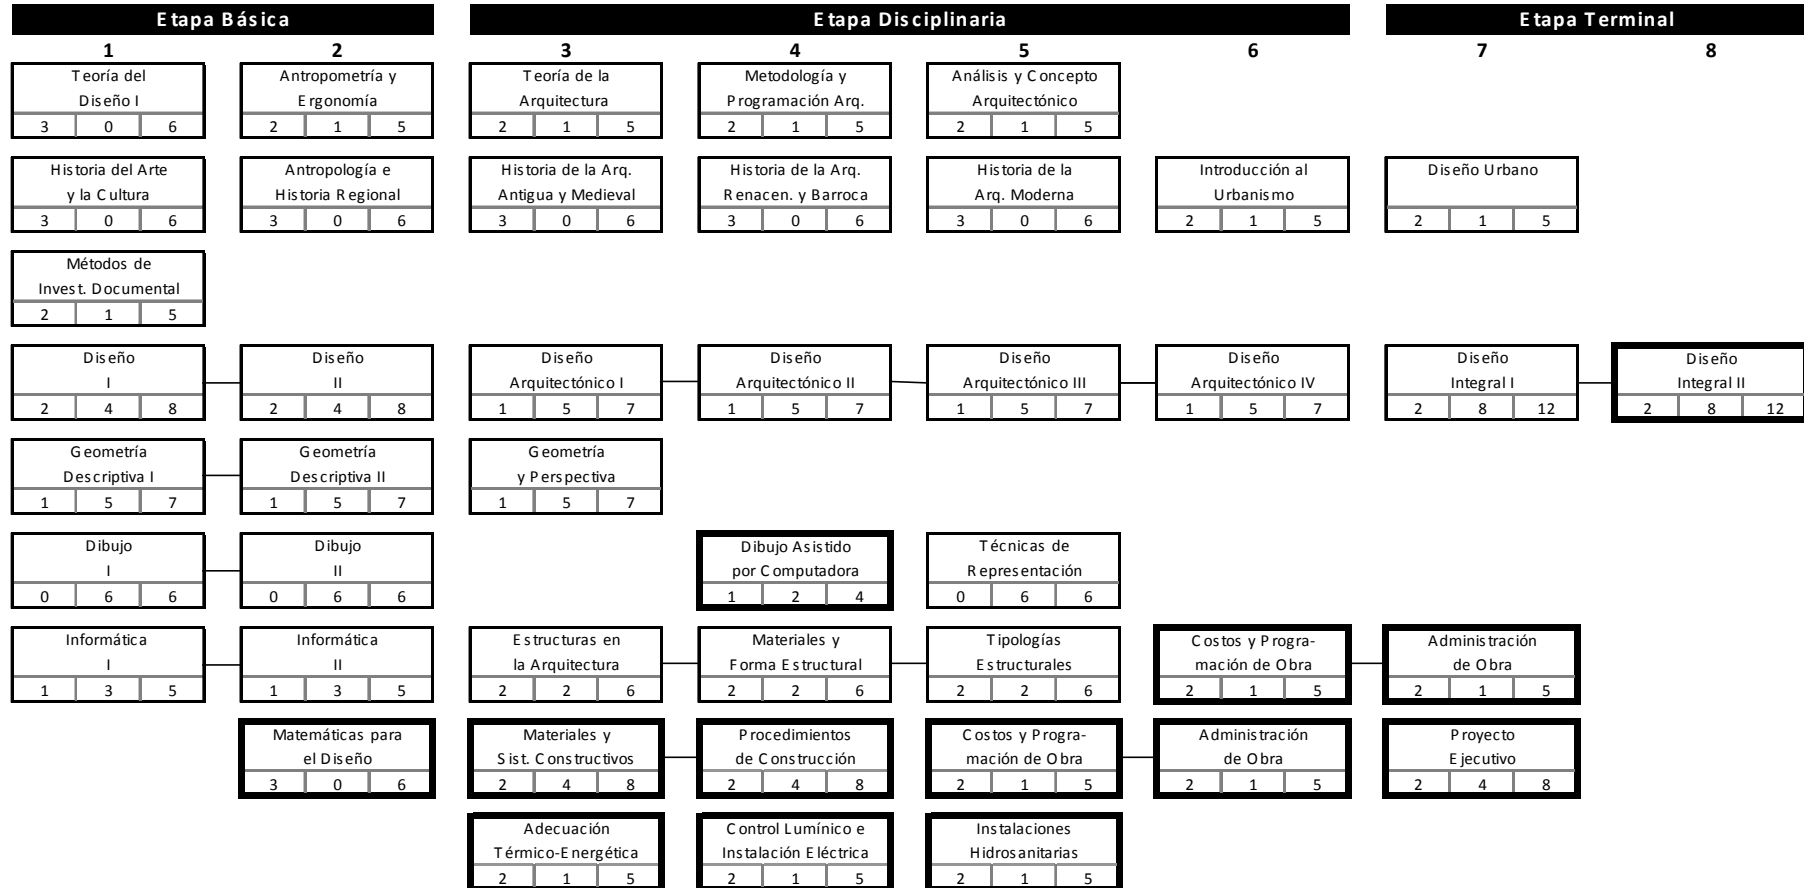 Etapa Básica Etapa Disciplinaria Etapa Terminal
1 2 3 4 5 6 7 8
Teoría del Antropometría y Teoría de la Metodología y Análisis y Concepto
Diseño I Ergonomía Arquitectura Programación Arq. Arquitectónico
3 0 6 2 1 5 2 1 5 2 1 5 2 1 5
Historia del Arte Antropología e Historia de la Arq. Historia de la Arq. Historia de la Introducción al Diseño Urbano
y la Cultura Historia Regional Antigua y Medieval Renacen. y Barroca Arq. Moderna Urbanismo
3 0 6 3 0 6 3 0 6 3 0 6 3 0 6 2 1 5 2 1 5
Métodos de
Invest. Documental
2 1 5
Diseño Diseño Diseño Diseño Diseño Diseño Diseño Diseño
I II Arquitectónico I Arquitectónico II Arquitectónico III Arquitectónico IV Integral I Integral II
2 4 8 2 4 8 1 5 7 1 5 7 1 5 7 1 5 7 2 8 12 2 8 12
Geometría Geometría Geometría
Descriptiva I Descriptiva II y Perspectiva
1 5 7 1 5 7 1 5 7
Dibujo Dibujo Dibujo Asistido Técnicas de
I II por Computadora Representación
0 6 6 0 6 6 1 2 4 0 6 6
Informática Informática Estructuras en Materiales y Tipologías Costos y Progra- Administración
I II la Arquitectura Forma Estructural Estructurales mación de Obra de Obra
1 3 5 1 3 5 2 2 6 2 2 6 2 2 6 2 1 5 2 1 5
Matemáticas para Materiales y Procedimientos Costos y Progra- Administración Proyecto
el Diseño Sist. Constructivos de Construcción mación de Obra de Obra Ejecutivo
3 0 6 2 4 8 2 4 8 2 1 5 2 1 5 2 4 8
Adecuación Control Lumínico e Instalaciones
Térmico-Energética Instalación Eléctrica Hidrosanitarias
2 1 5 2 1 5 2 1 5